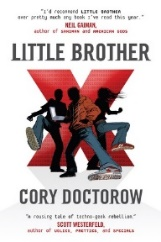 "I'd recommend LITTLE BROTHER
over pretty much any book I've read this year."
NEIL GAIMAN,
author of SANDMAN and AMERICAN GODS
LITTLE BROTHER
X
CORY DOCTOROW
"A rousing tale of techno-geek rebellion."
SCOTT WESTERFELD,
author of UGLIES, PRETTIES, and SPECIALS